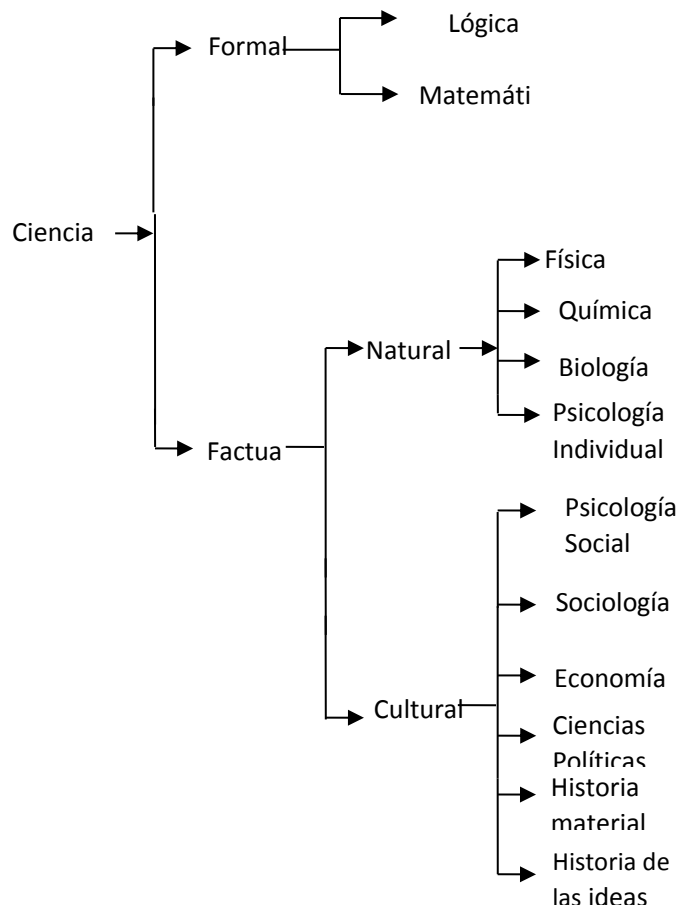 Lógica
Formal
Matemáti
Ciencia
Física
Química
Natural
Biología
Psicología
Individual
Factua
Psicología
Social
Sociología
Economía
Cultural
Ciencias
Políticas
Historia
material
Historia de
las ideas